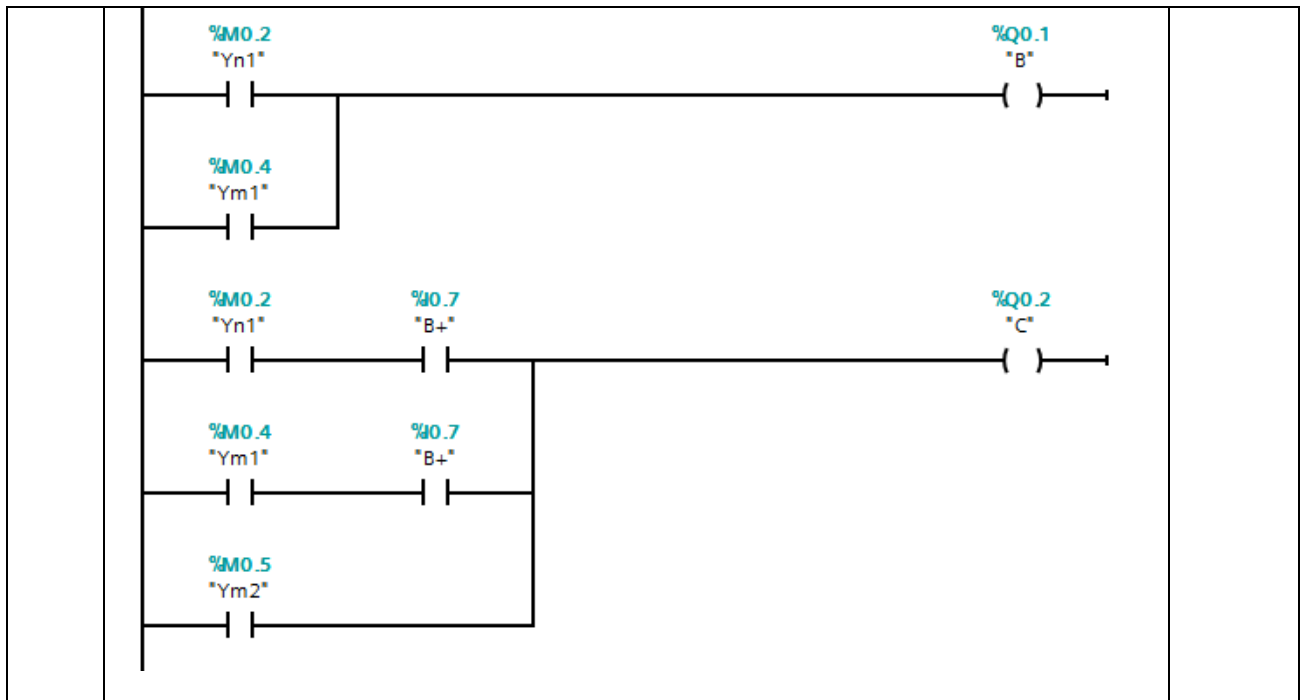 %M0.2 %Q0.1
"Yn1" "B"
%M0.4
"Ym1"
%M0.2 %I0.7 %Q0.2
"Yn1" "B+" "C"
%M0.4 %I0.7
"Ym1" "B+"
%M0.5
"Ym2"